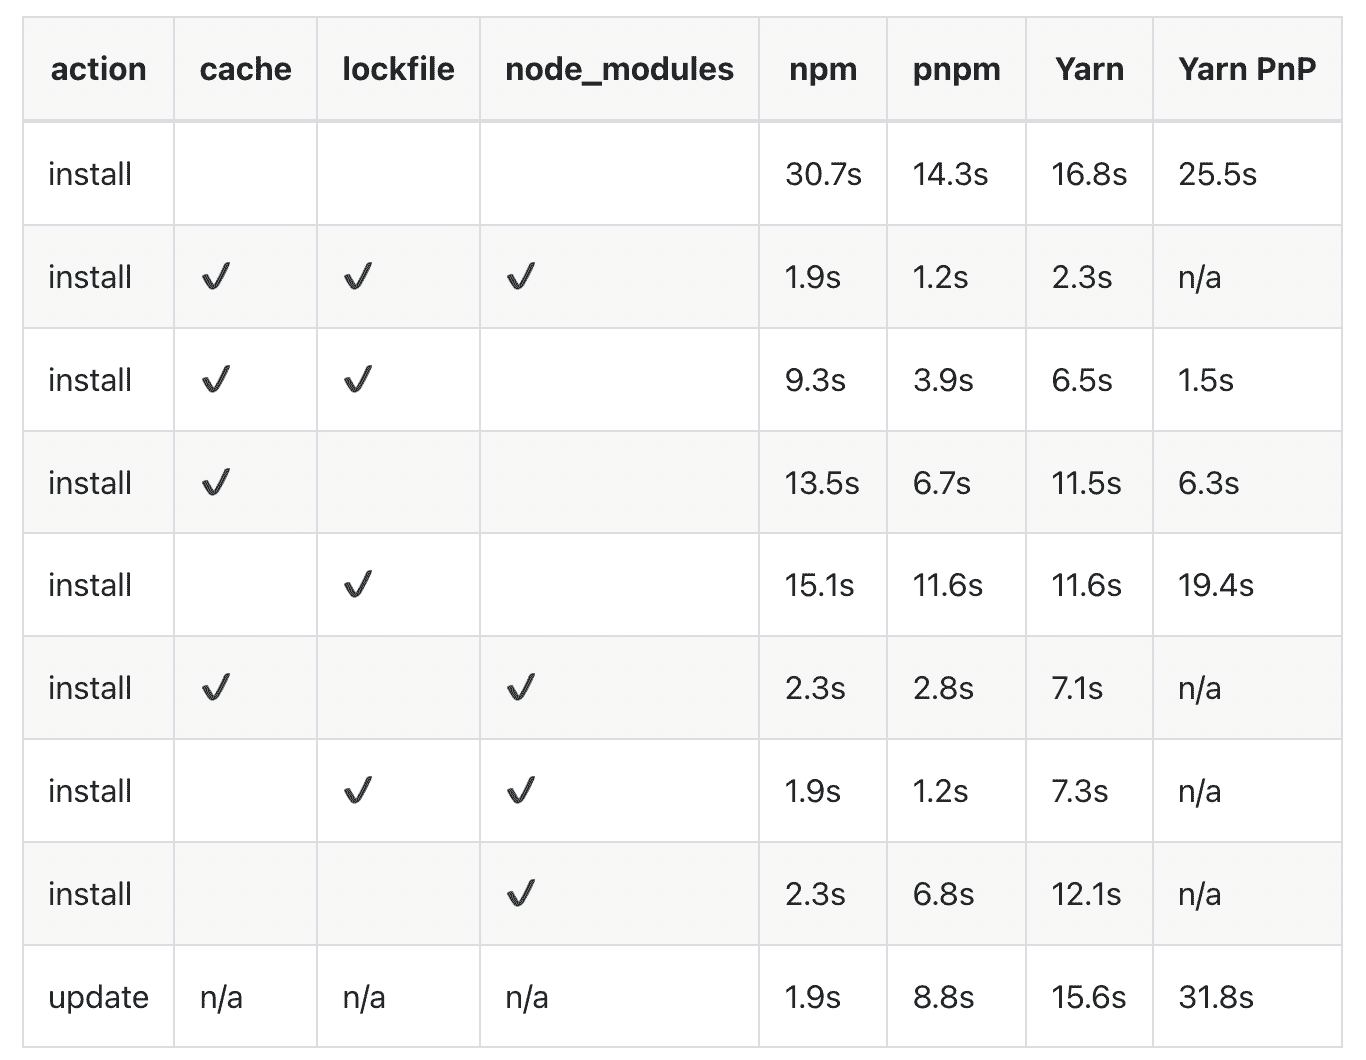 action cache lockfile node_modules npm pnpm Yarn Yarn PnP
install 30.7s 14.3s 16.8s 25.5s
install ✔ ✔ ✔ 1.9s 1.2s 2.3s n/a
install ✔ ✔ 9.3s 3.9s 6.5s 1.5s
install ✔ 13.5s 6.7s 11.5s 6.3s
install ✔ 15.1s 11.6s 11.6s 19.4s
install ✔ ✔ 2.3s 2.8s 7.1s n/a
install ✔ ✔ 1.9s 1.2s 7.3s n/a
install ✔ 2.3s 6.8s 12.1s n/a
update n/a n/a n/a 1.9s 8.8s 15.6s 31.8s